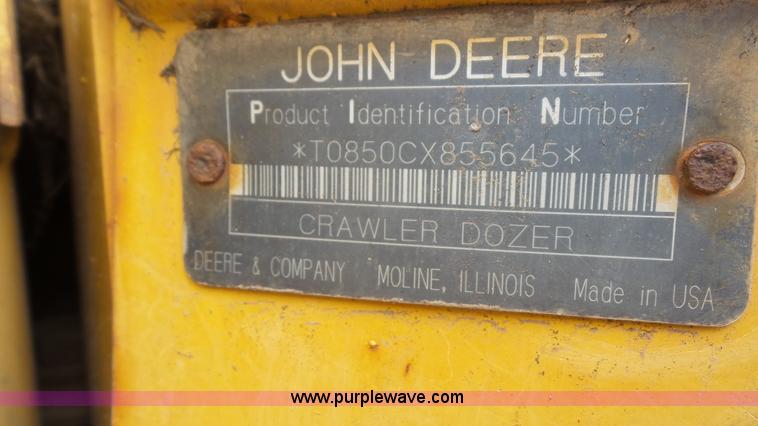 JOHN DEERE
Product Identification Number
*T0850CX855645*
CRAWLER DOZER
DEERE & COMPANY MOLINE, ILLINOIS Made in USA
www.purplewave.com